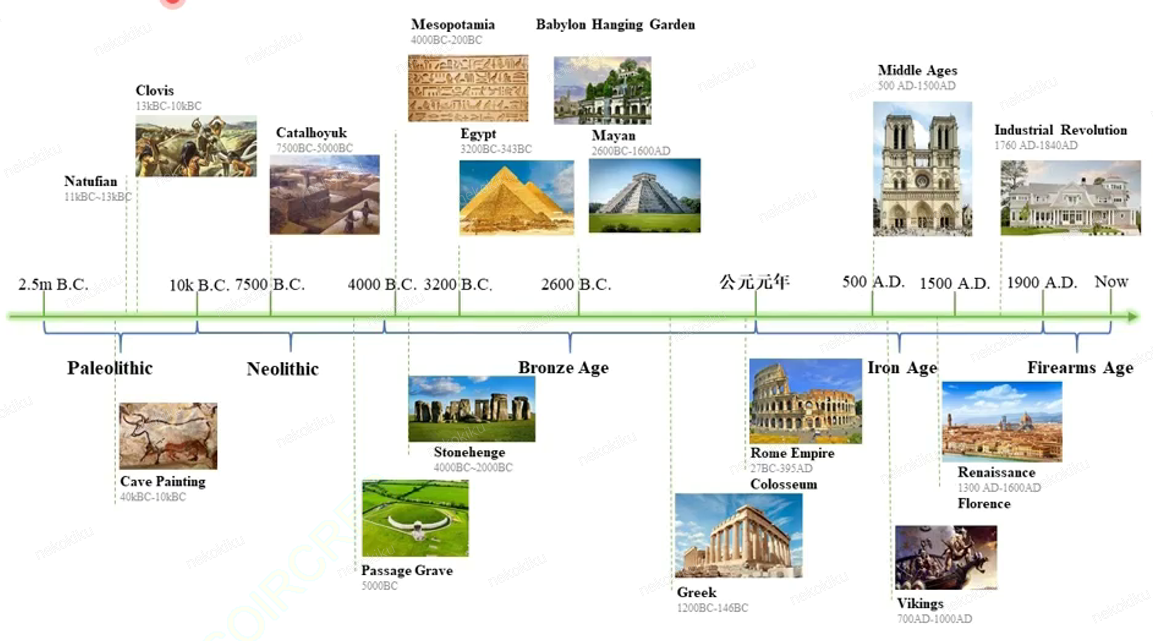 Mesopotamia
4000BC-200BC
Babylon Hanging Garden
Clovis
13kBC-10kBC
Middle Ages
500 AD-1500AD
Catalhoyuk
7500BC-5000BC
Egypt
3200BC-343BC
Mayan
2600BC-1600AD
Industrial Revolution
1760 AD-1840AD
Natufian
11kBC~13kBC
2.5m B.C.
10k B.C.
7500 B.C.
4000 B.C.
3200 B.C.
2600 B.C.
公元元年
500 A.D.
1500 A.D.
1900 A.D.
Now
Paleolithic
Neolithic
Bronze Age
Iron Age
Firearms Age
Cave Painting
40kBC-10kBC
Stonehenge
4000BC~2000BC
Passage Grave
5000BC
Rome Empire
27BC-395AD
Colosseum
Greek
1200BC-146BC
Renaissance
1300 AD-1600AD
Florence
Vikings
700AD-1000AD
nekokiku